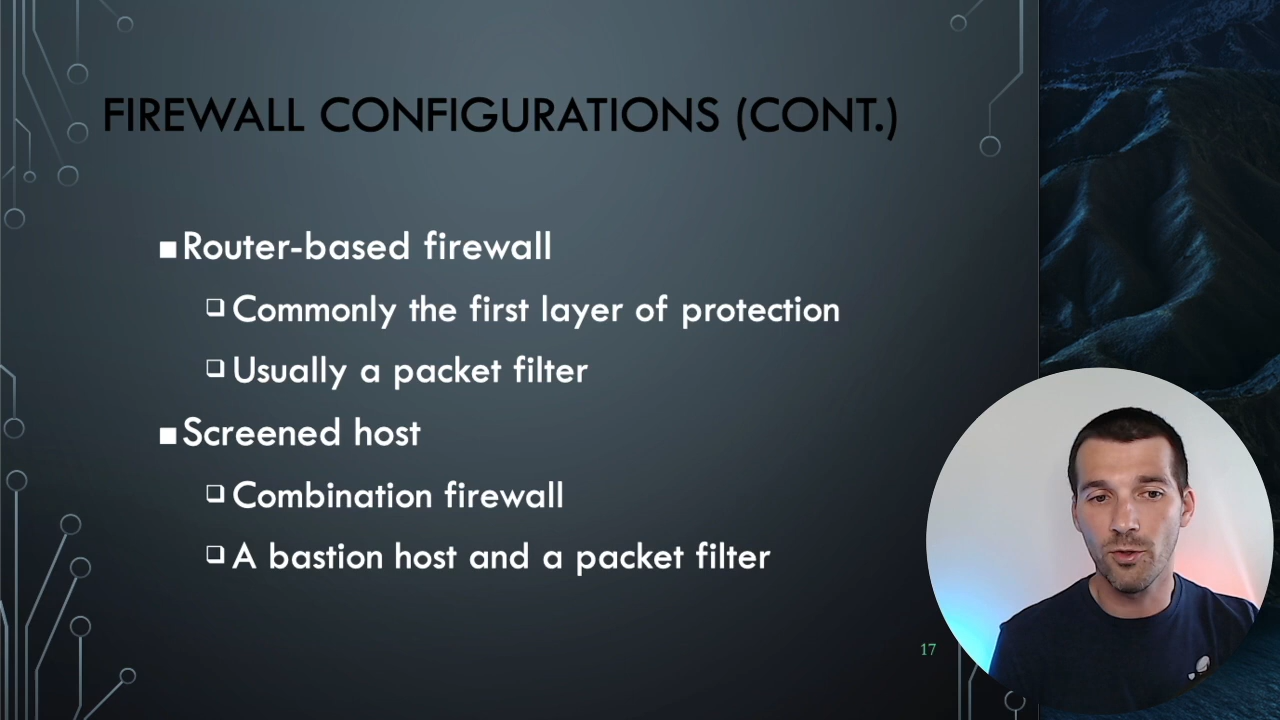 FIREWALL CONFIGURATIONS (CONT.)
■Router-based firewall
❑Commonly the first layer of protection
❑Usually a packet filter
■Screened host
❑Combination firewall
❑A bastion host and a packet filter
17